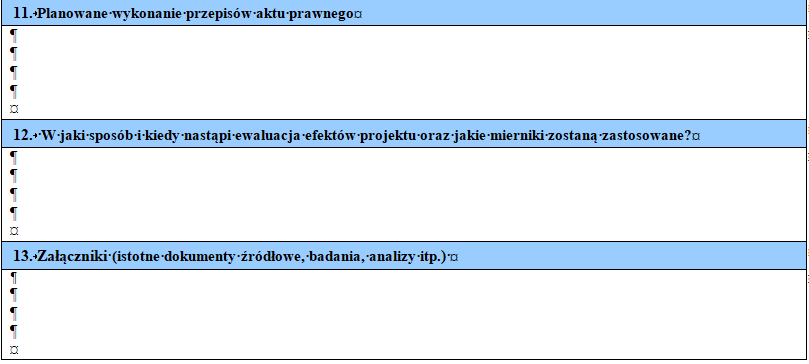 11. Planowane wykonanie przepisów aktu prawnego
12. W jaki sposób i kiedy nastąpi ewaluacja efektów projektu oraz jakie mierniki zostaną zastosowane?
13. Załączniki (istotne dokumenty źródłowe, badania, analizy itp.)